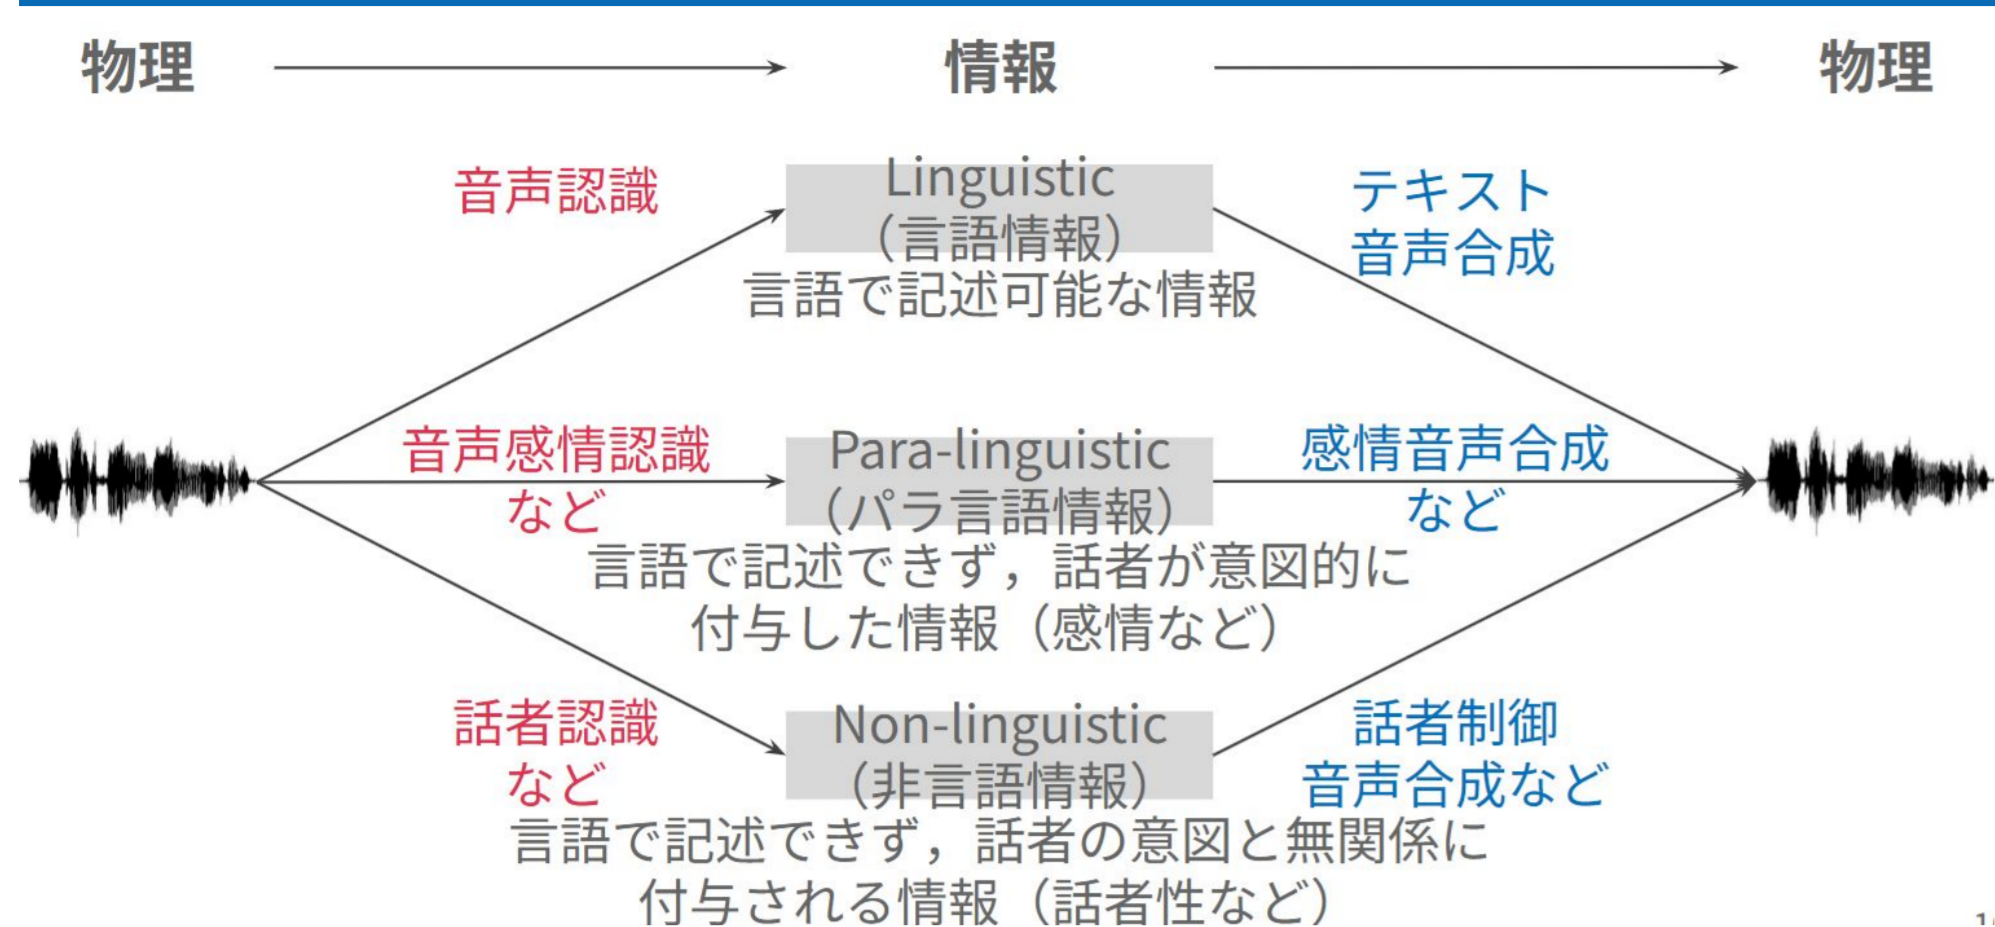 物理
情報
物理
音声認識
Linguistic
（言語情報）
言語で記述可能な情報
テキスト
音声合成
音声感情認識
など
Para-linguistic
（パラ言語情報）
言語で記述できず，話者が意図的に
付与した情報（感情など）
感情音声合成
など
話者認識
など
Non-linguistic
（非言語情報）
言語で記述できず，話者の意図と無関係に
付与される情報（話者性など）
話者制御
音声合成など